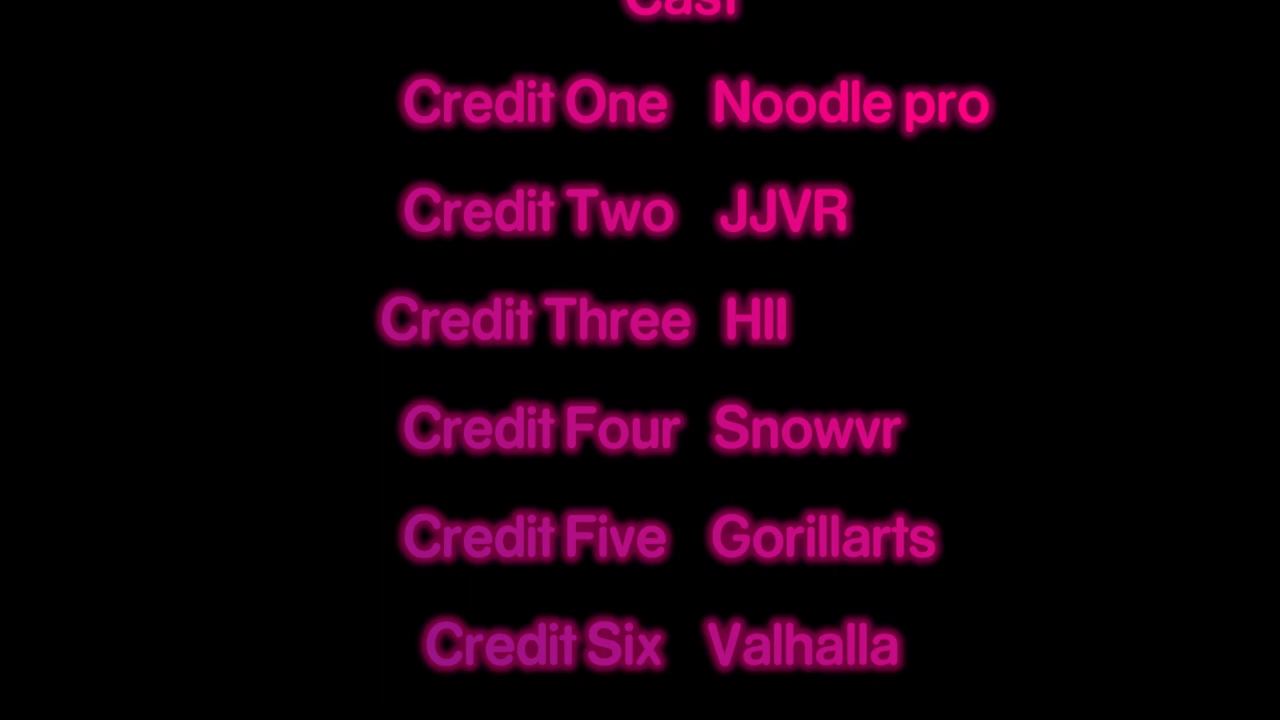 Cast
Credit One Noodle pro
Credit Two JJVR
Credit Three HII
Credit Four Snowvr
Credit Five Gorillarts
Credit Six Valhalla